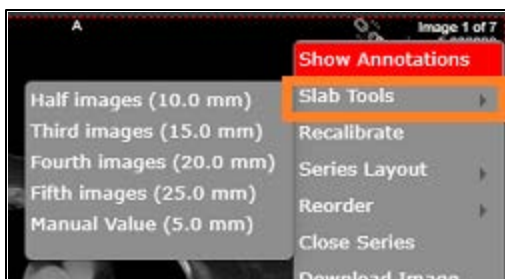 A
Image 1 of 7
Show Annotations
Slab Tools
Recalibrate
Series Layout
Reorder
Close Series
Download Image
Half images (10.0 mm)
Third images (15.0 mm)
Fourth images (20.0 mm)
Fifth images (25.0 mm)
Manual Value (5.0 mm)